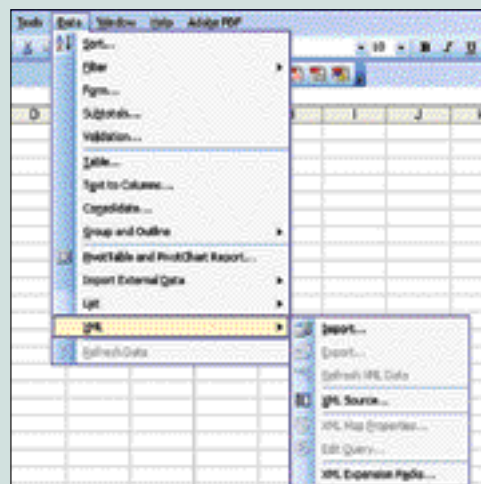 Tools Data Window Help Adobe PDF
10 B I U
Sort...
Filter
Form...
Subtotals...
Validation...
Table...
Text to Columns...
Consolidate...
Group and Outline
PivotTable and PivotChart Report...
Import External Data
List
XML
Refresh Data
D I J
Import...
Export...
Refresh XML Data
XML Source...
XML Map Properties...
Edit Query...
XML Expansion Packs...